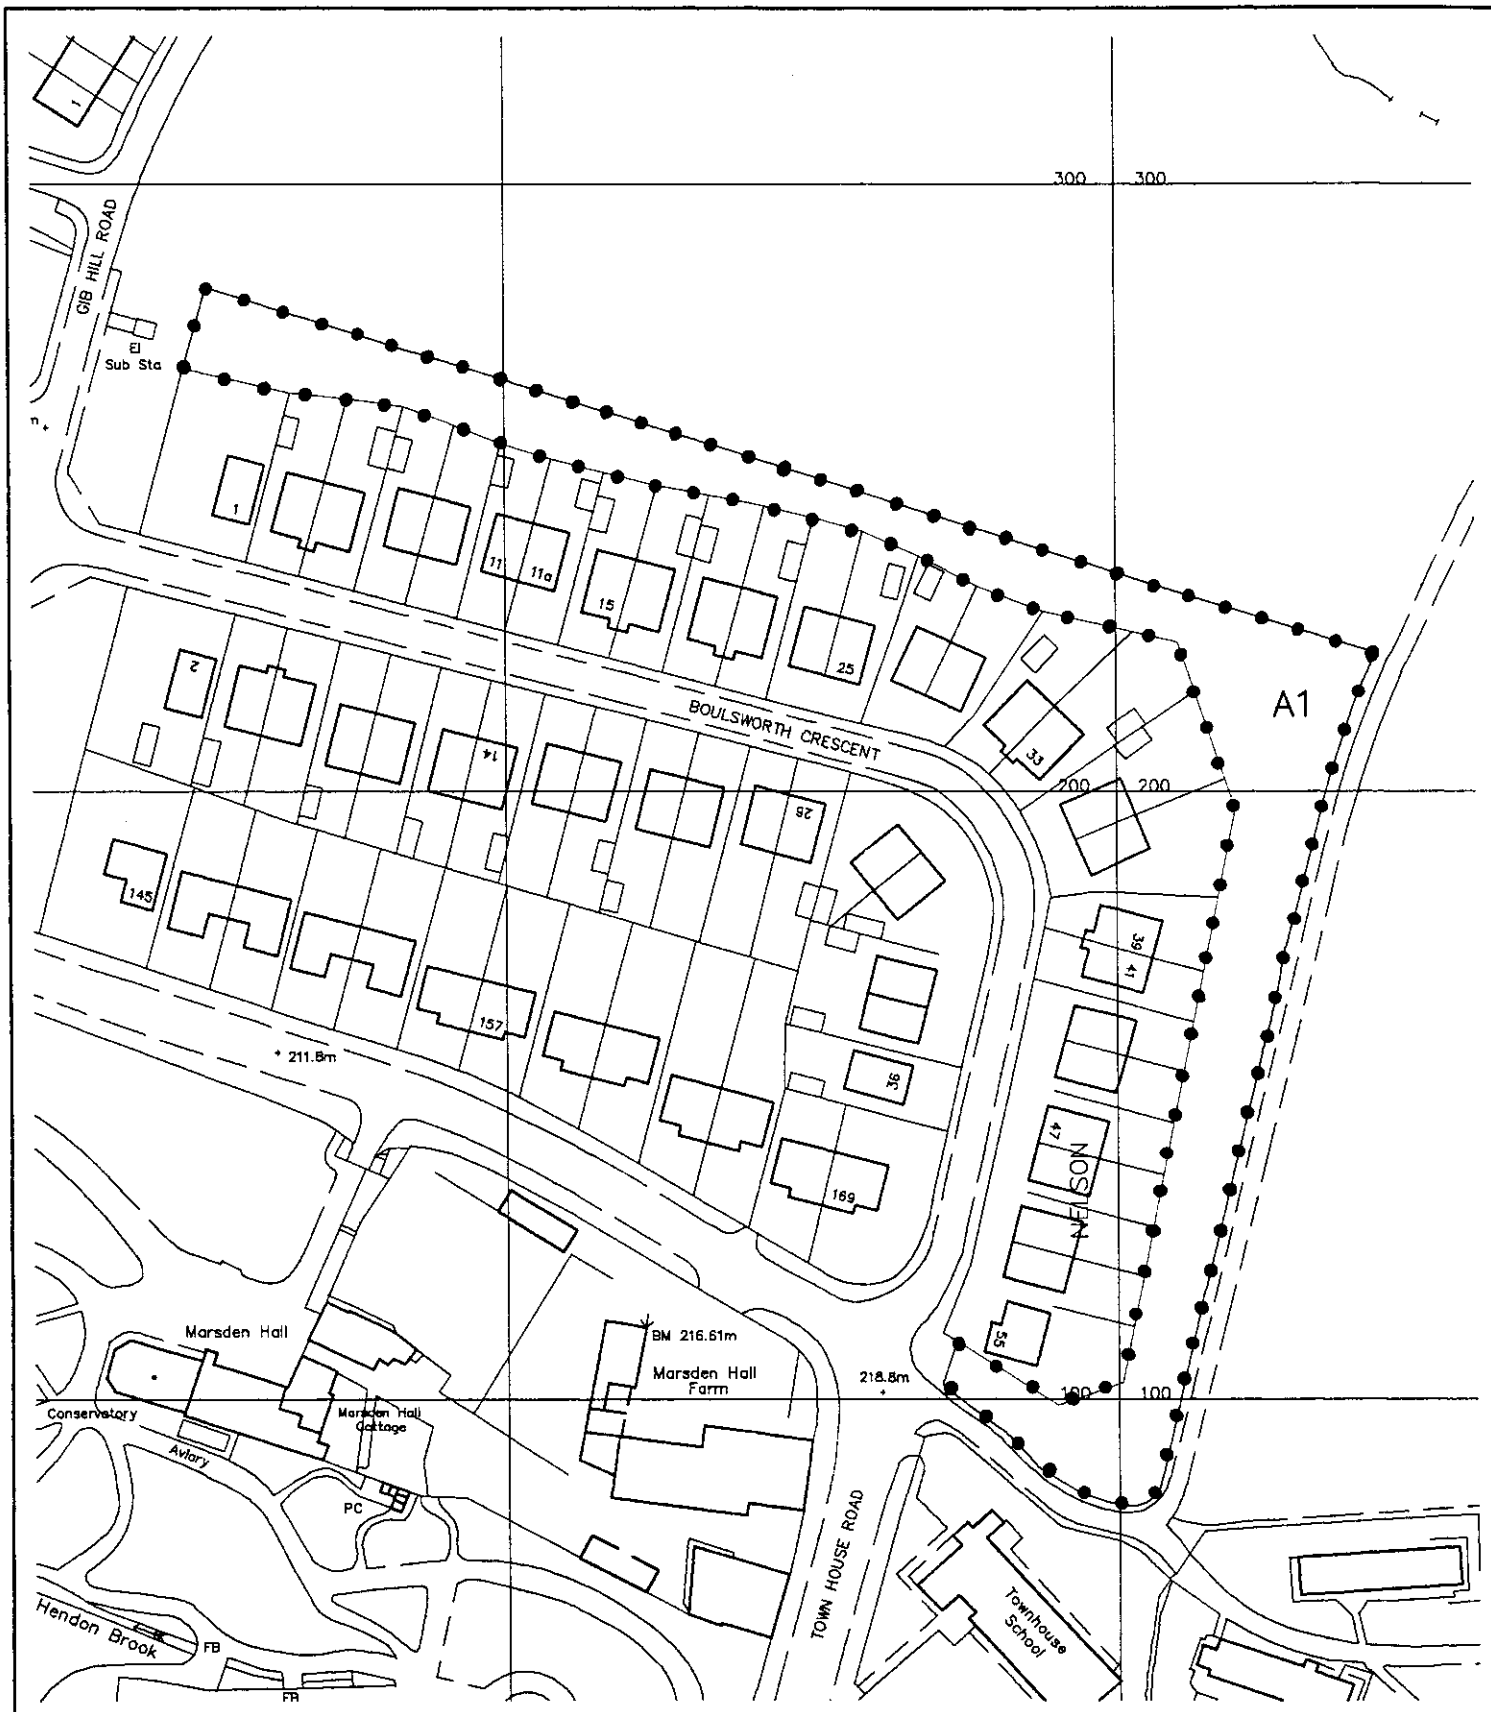 1
300 300
GIB HILL ROAD
El
Sub Sta
1
11 11a
15
25
A1
2
BOULSWORTH CRESCENT
33
14
200 200
26
145
39
41
157
211.8m
36
47
NELSON
169
Marsden Hall
BM 216.61m
55
Marsden Hall
Farm
218.8m
100 100
Conservatory
Marsden Hall
Cottage
Aviary
PC
TOWN HOUSE ROAD
Townhouse
School
Hendon Brook
FB
FB